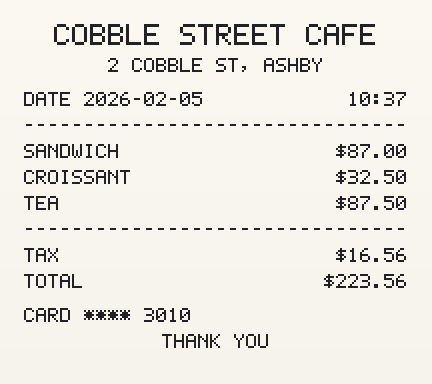 COBBLE STREET CAFE
2 COBBLE ST, ASHBY
DATE 2026-02-05 10:37
--------------------------------
SANDWICH $87.00
CROISSANT $32.50
TEA $87.50
--------------------------------
TAX $16.56
TOTAL $223.56
CARD **** 3010
THANK YOU